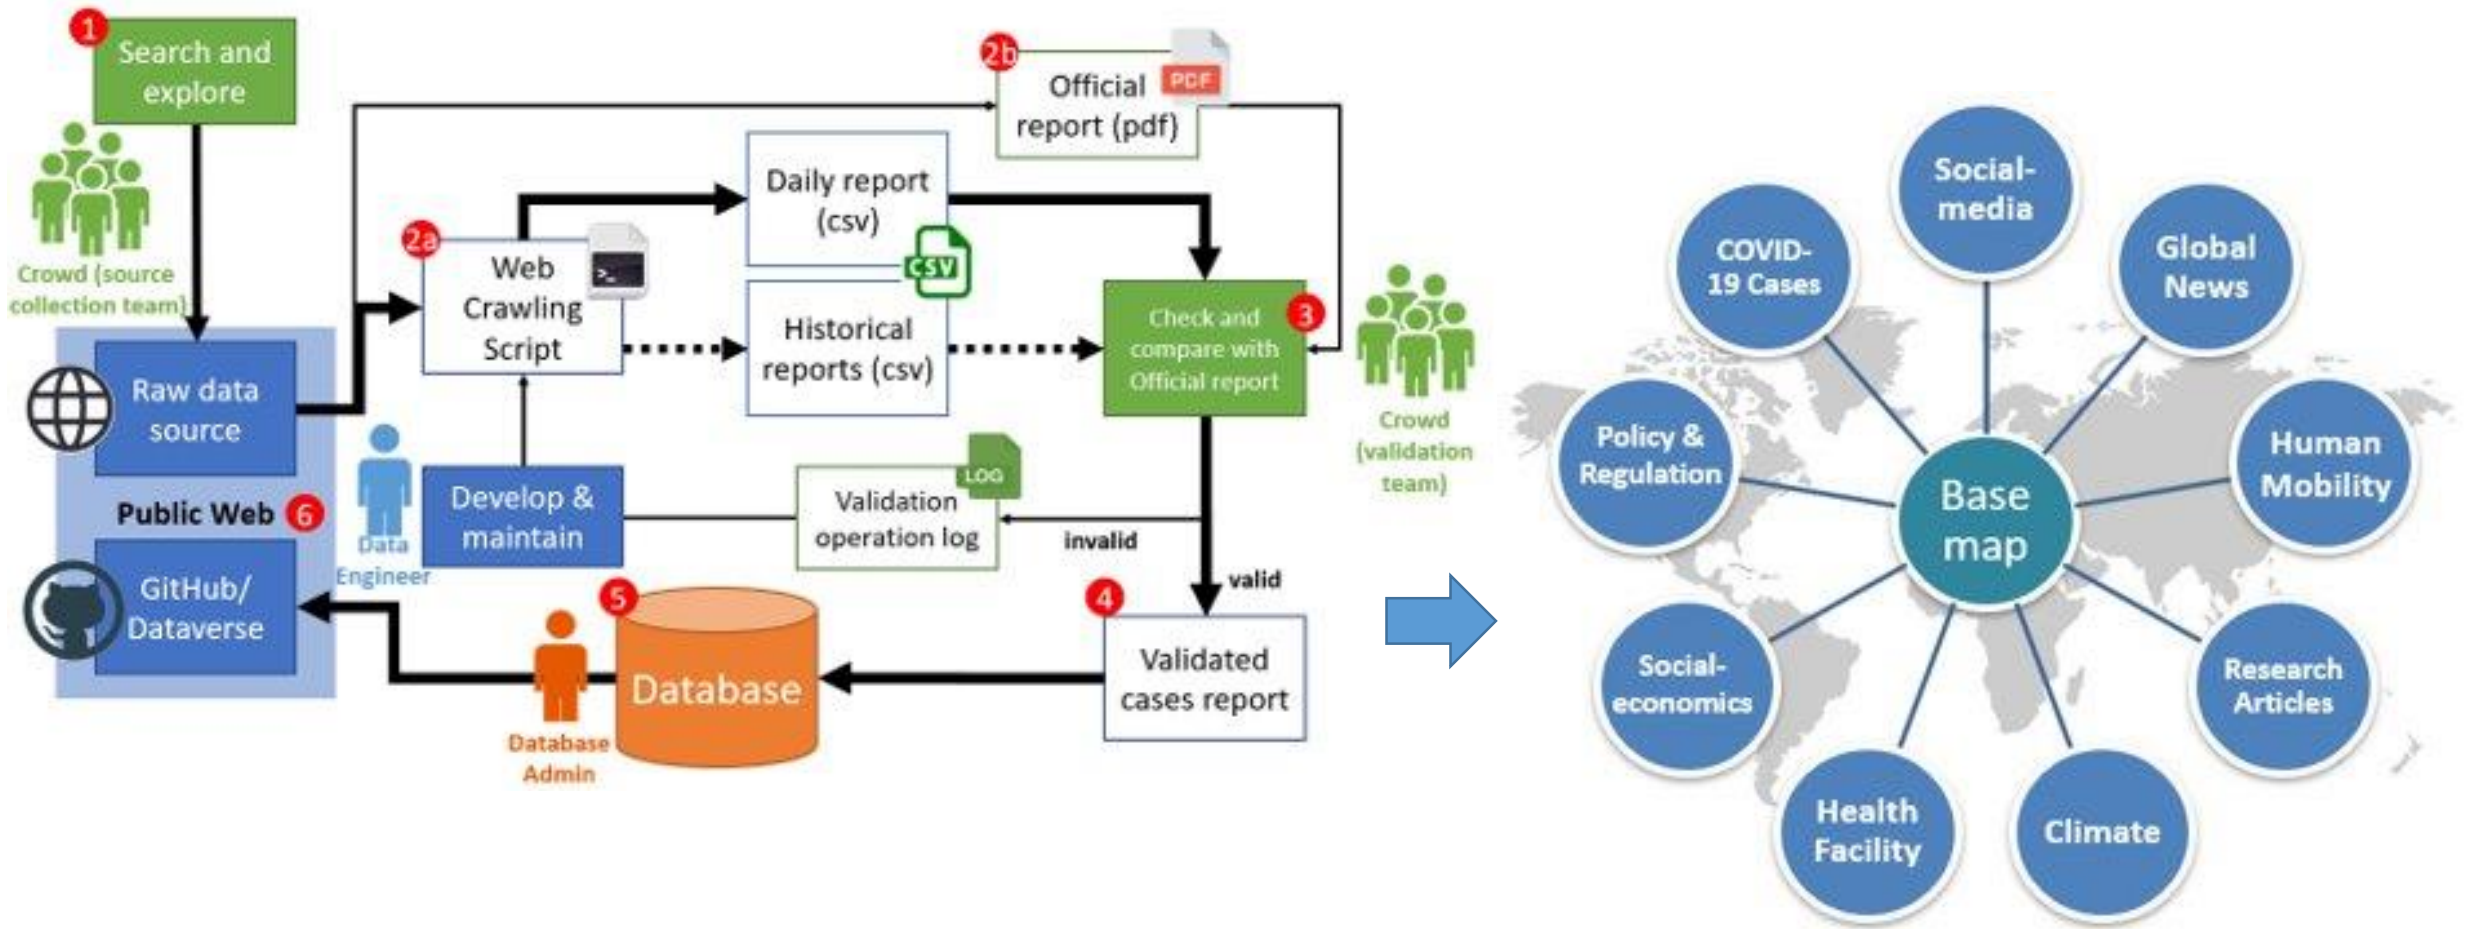 1
Search and
explore
Crowd (source
collection team)
Raw data
source
Public Web 6
GitHub/
Dataverse
2a
Web
Crawling
Script
>_
2b
Official
report (pdf)
PDF
Daily report
(csv)
CSV
Historical
reports (csv)
3
Check and
compare with
Official report
Crowd
(validation
team)
Data
Engineer
Develop &
maintain
LOG
Validation
operation log
invalid
valid
4
Validated
cases report
5
Database
Database
Admin
Social-
media
COVID-
19 Cases
Global
News
Policy &
Regulation
Human
Mobility
Base
map
Social-
economics
Research
Articles
Health
Facility
Climate